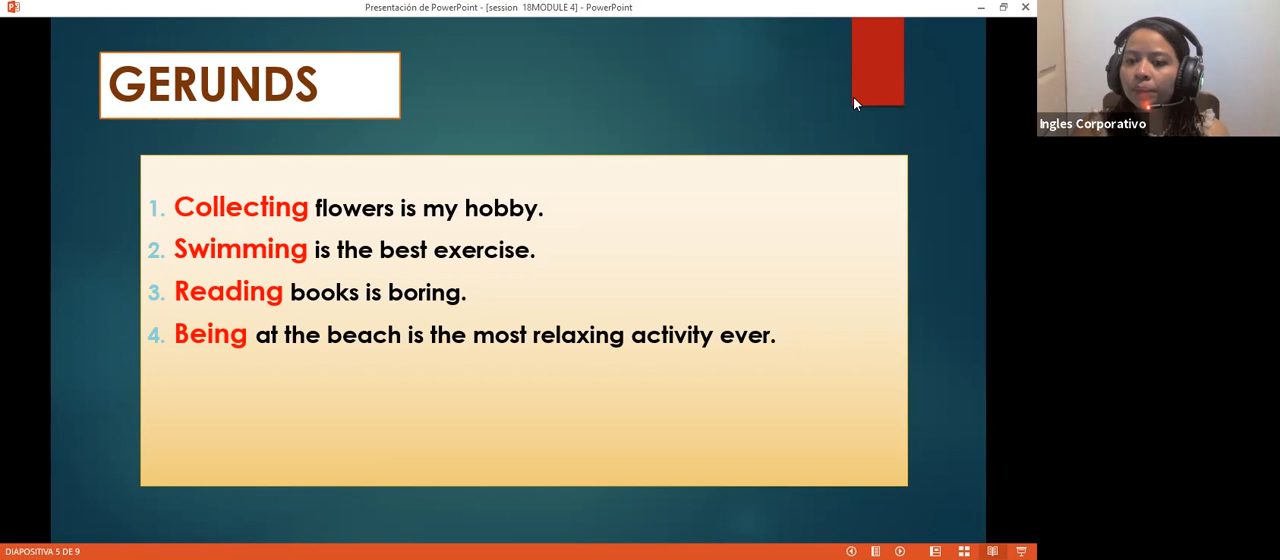 Presentación de PowerPoint - [session 18MODULE 4] - PowerPoint
GERUNDS
Ingles Corporativo
1. Collecting flowers is my hobby.
2. Swimming is the best exercise.
3. Reading books is boring.
4. Being at the beach is the most relaxing activity ever.
DIAPOSITIVA 5 DE 9